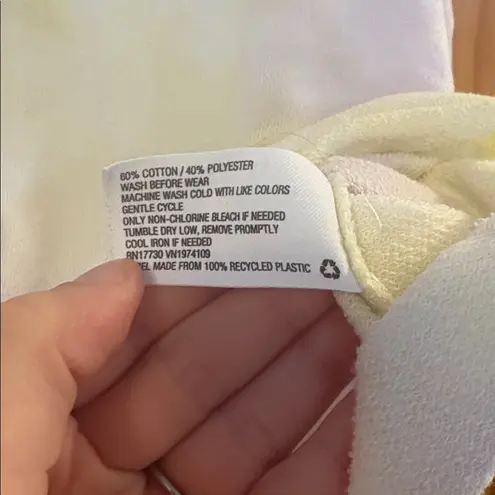 60% COTTON / 40% POLYESTER
WASH BEFORE WEAR
MACHINE WASH COLD WITH LIKE COLORS
GENTLE CYCLE
ONLY NON-CHLORINE BLEACH IF NEEDED
TUMBLE DRY LOW, REMOVE PROMPTLY
COOL IRON IF NEEDED
RN17730 VN1974109
MADE FROM 100% RECYCLED PLASTIC